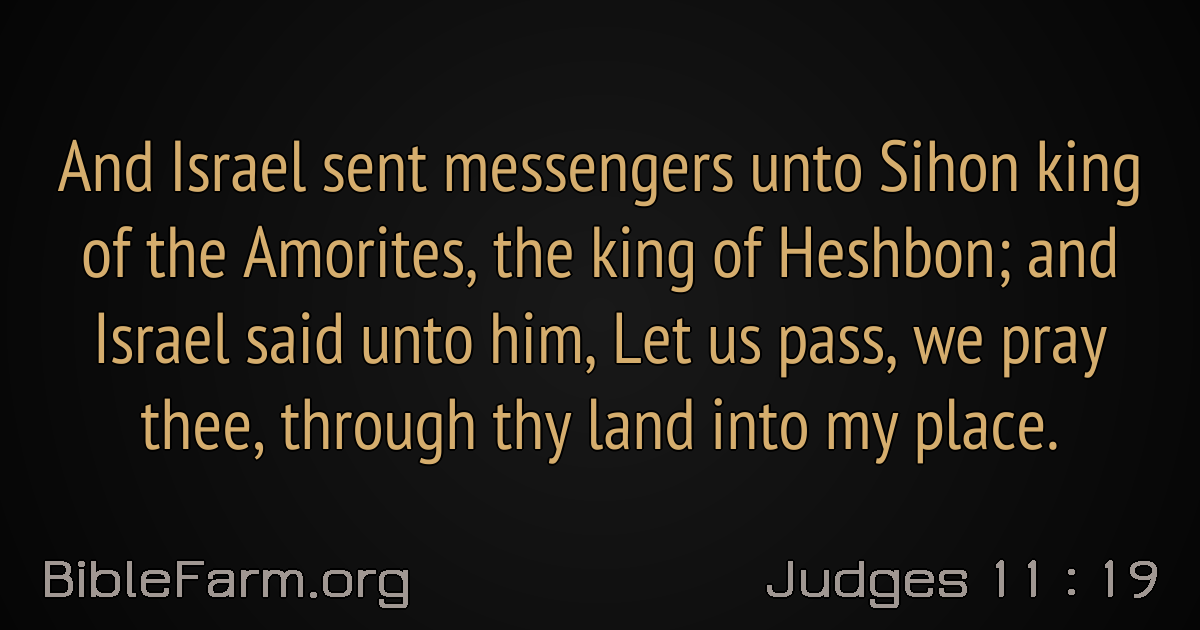 And Israel sent messengers unto Sihon king
of the Amorites, the king of Heshbon; and
Israel said unto him, Let us pass, we pray
thee, through thy land into my place.
BibleFarm.org
Judges 11 : 19